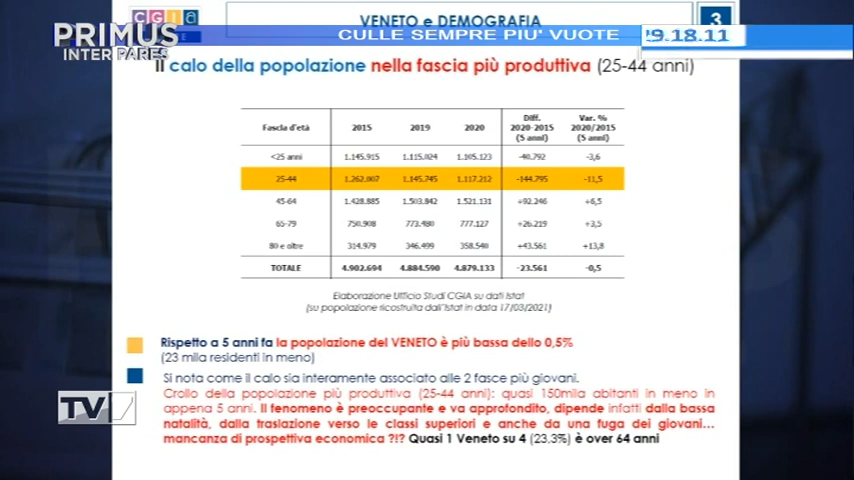 CGIA
VENETO e DEMOGRAFIA
3
PRIMUS
INTER PARES
CULLE SEMPRE PIU' VUOTE
9.18.11
Il calo della popolazione nella fascia più produttiva (25-44 anni)
Fascia d'età 2015 2019 2020 Diff. 2020-2015 (5 anni) Var. % 2020/2015 (5 anni)
<25 anni 1.145.915 1.115.024 1.105.123 -40.792 -3,6
25-44 1.262.007 1.145.745 1.117.212 -144.795 -11,5
45-64 1.428.885 1.503.842 1.521.131 +92.246 +6,5
65-79 750.908 773.480 777.127 +26.219 +3,5
80 e oltre 314.979 346.499 358.540 +43.561 +13,8
TOTALE 4.902.694 4.884.590 4.879.133 -23.561 -0,5
Elaborazione Ufficio Studi CGIA su dati Istat
(su popolazione ricostruita dall'Istat in data 17/03/2021)
Rispetto a 5 anni fa la popolazione del VENETO è più bassa dello 0,5%
(23 mila residenti in meno)
Si nota come il calo sia interamente associato alle 2 fasce più giovani.
Crollo della popolazione più produttiva (25-44 anni): quasi 150mila abitanti in meno in
appena 5 anni. Il fenomeno è preoccupante e va approfondito, dipende infatti dalla bassa
natalità, dalla traslazione verso le classi superiori e anche da una fuga dei giovani...
mancanza di prospettiva economica ?!? Quasi 1 Veneto su 4 (23.3%) è over 64 anni
TV